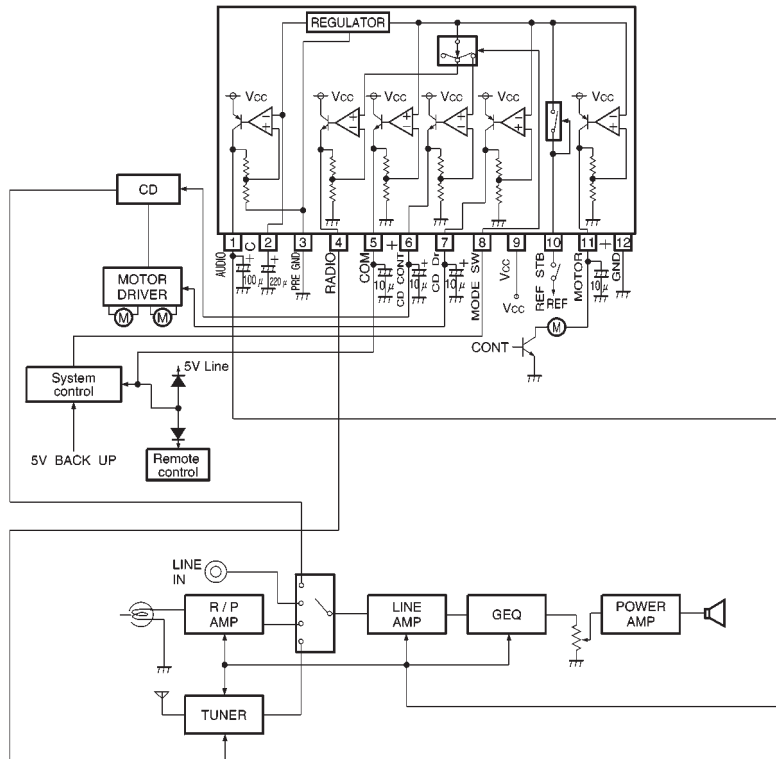 REGULATOR
VCC VCC VCC VCC VCC VCC
− + − + + − − + + − − +
CD
1 2 3 4 5 6 7 8 9 10 11 12
AUDIO
C
+
100μ
+
220μ
PRE GND
RADIO
COM
+
10μ
CD CONT
+
10μ
CD Dr
+
10μ
MODE SW
VCC
VCC
REF STB
REF
MOTOR
+
10μ
GND
MOTOR
DRIVER
M M
M
CONT
5V Line
System
control
5V BACK UP
Remote
control
LINE
IN
R / P
AMP
LINE
AMP
GEQ
POWER
AMP
TUNER